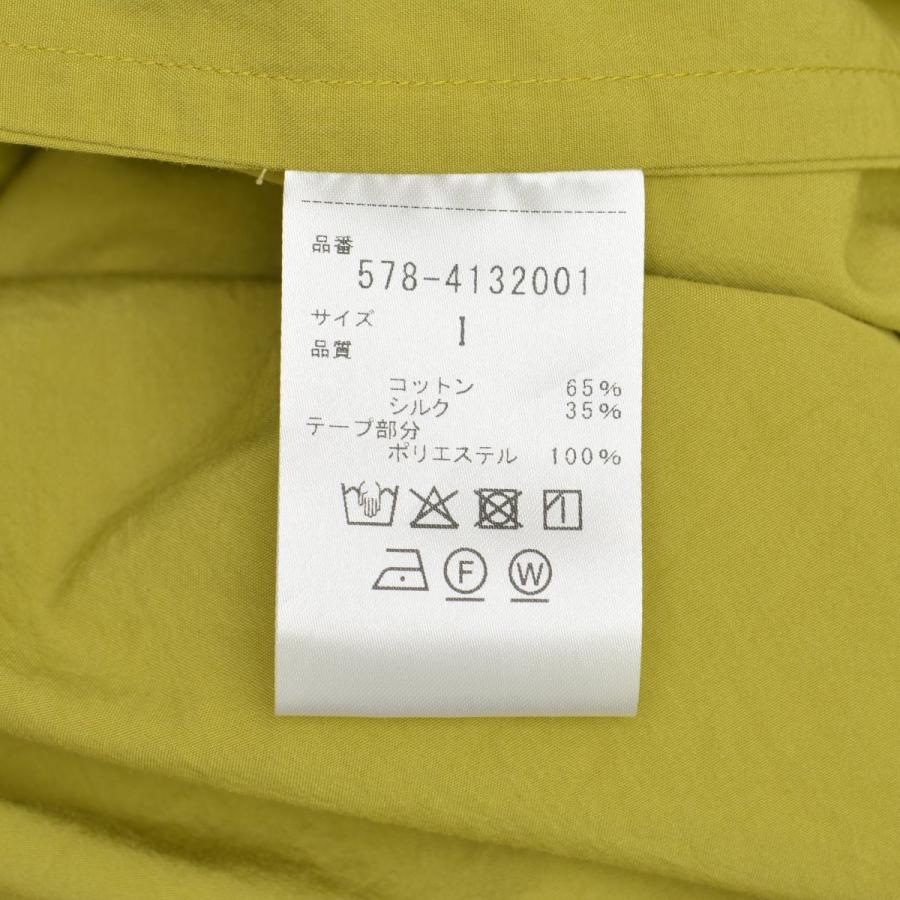 品番
578-4132001
サイズ I
品質
コットン 65%
シルク 35%
テープ部分
ポリエステル 100%
F W